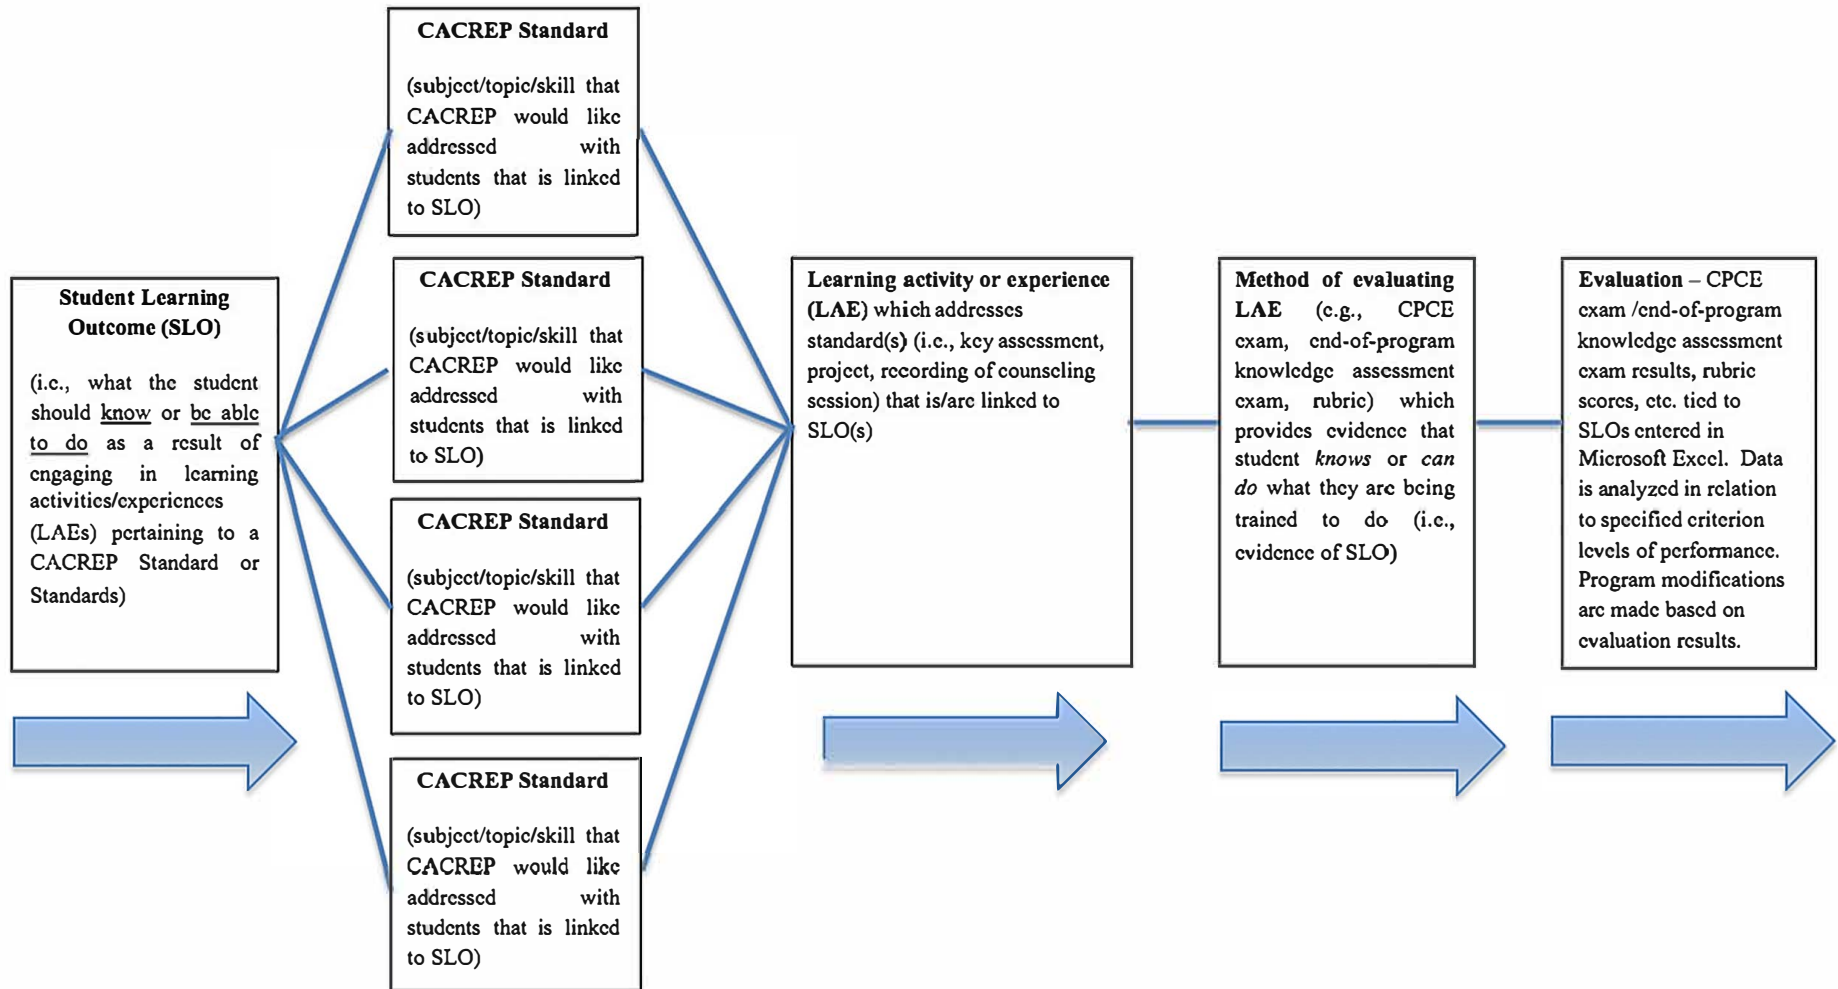 Student Learning
Outcome (SLO)
(i.e., what the student
should know or be able
to do as a result of
engaging in learning
activities/experiences
(LAEs) pertaining to a
CACREP Standard or
Standards)
CACREP Standard
(subject/topic/skill that
CACREP would like
addressed with
students that is linked
to SLO)
CACREP Standard
(subject/topic/skill that
CACREP would like
addressed with
students that is linked
to SLO)
CACREP Standard
(subject/topic/skill that
CACREP would like
addressed with
students that is linked
to SLO)
CACREP Standard
(subject/topic/skill that
CACREP would like
addressed with
students that is linked
to SLO)
Learning activity or experience
(LAE) which addresses
standard(s) (i.e., key assessment,
project, recording of counseling
session) that is/are linked to
SLO(s)
Method of evaluating
LAE (e.g., CPCE
exam, end-of-program
knowledge assessment
exam, rubric) which
provides evidence that
student knows or can
do what they are being
trained to do (i.e.,
evidence of SLO)
Evaluation – CPCE
exam /end-of-program
knowledge assessment
exam results, rubric
scores, etc. tied to
SLOs entered in
Microsoft Excel. Data
is analyzed in relation
to specified criterion
levels of performance.
Program modifications
are made based on
evaluation results.